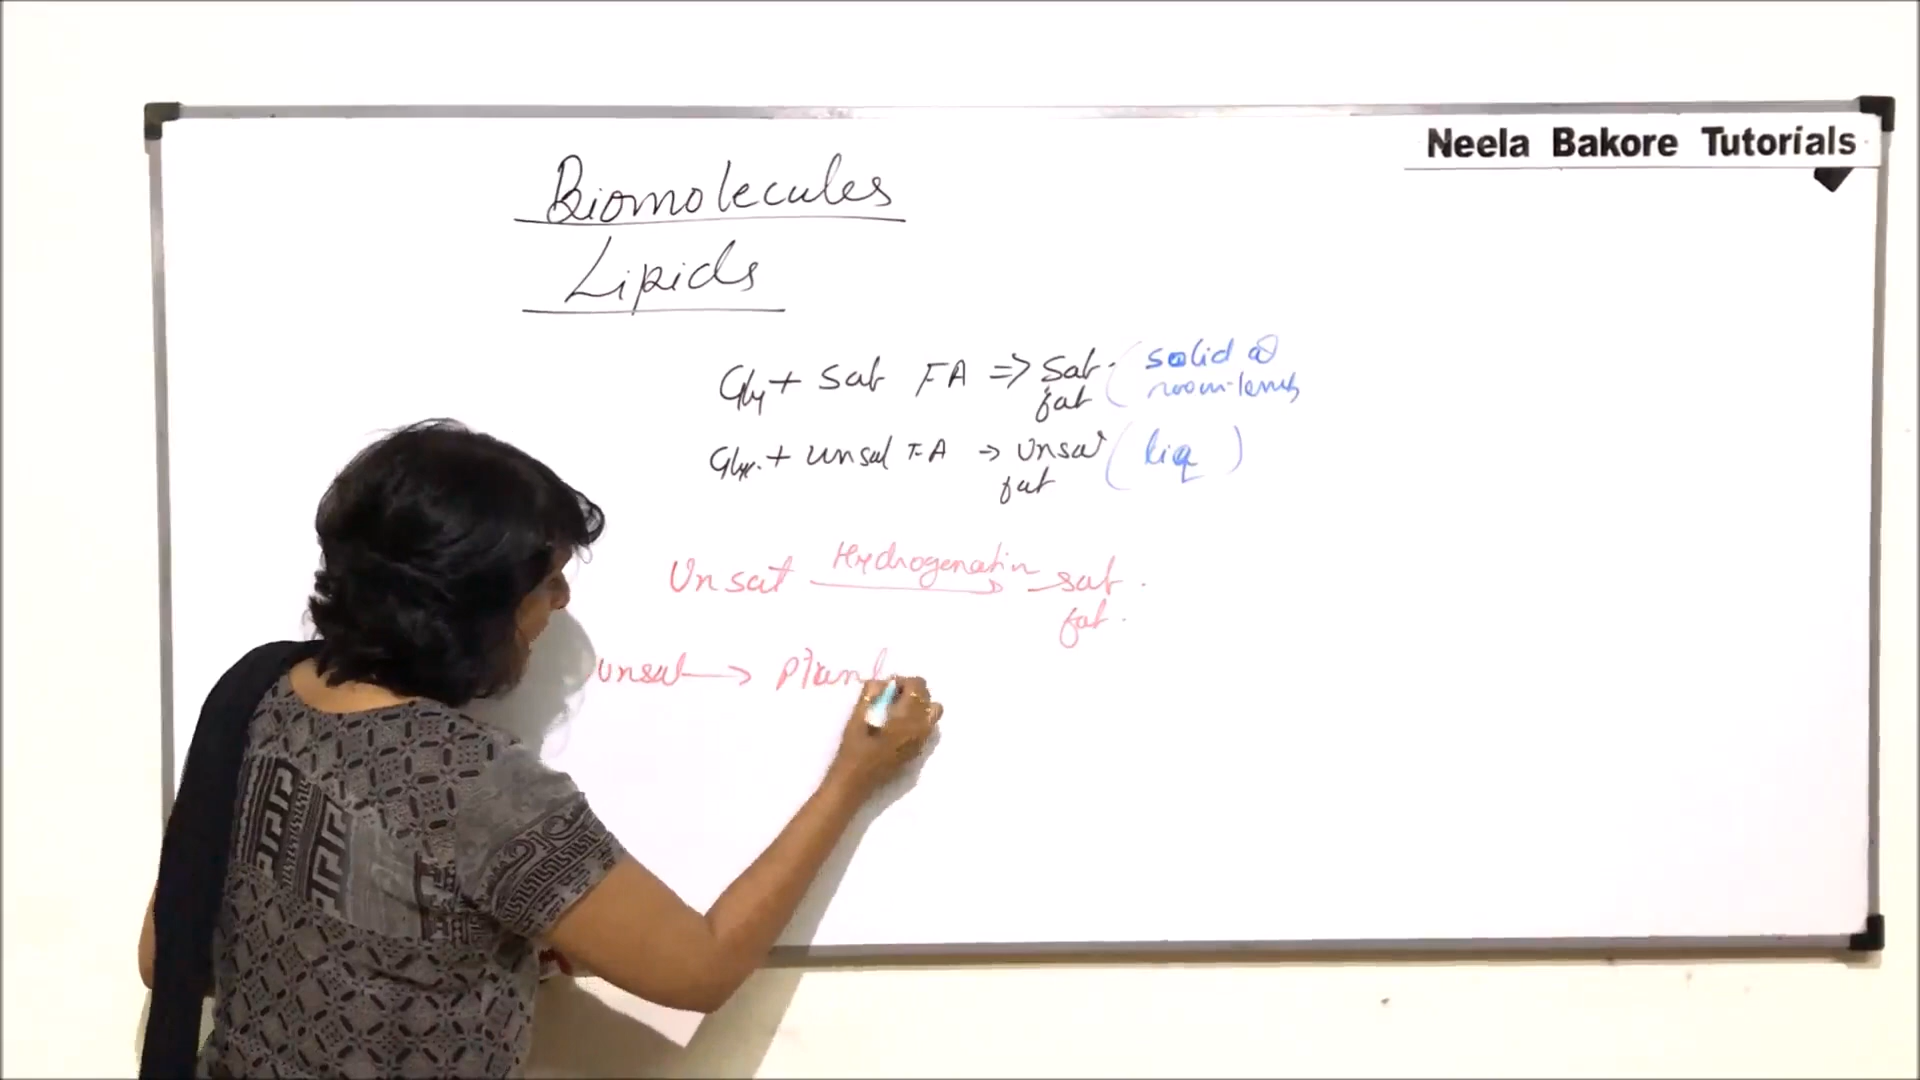 Neela Bakore Tutorials
Biomolecules
Lipids
Gly + Sat FA => Sat. (solid @
fat room-temp
Gly. + Unsat FA -> Unsat (liq)
fat
Unsat Hydrogenation sat.
fat.
unsat -> Plant